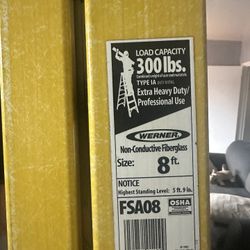 LOAD CAPACITY
300 lbs.
TYPE IA
Extra Heavy Duty/
Professional Use
WERNER
Non-Conductive Fiberglass
Size: 8 ft.
NOTICE
Highest Standing Level: 5 ft. 9 in.
FSA08
OSHA